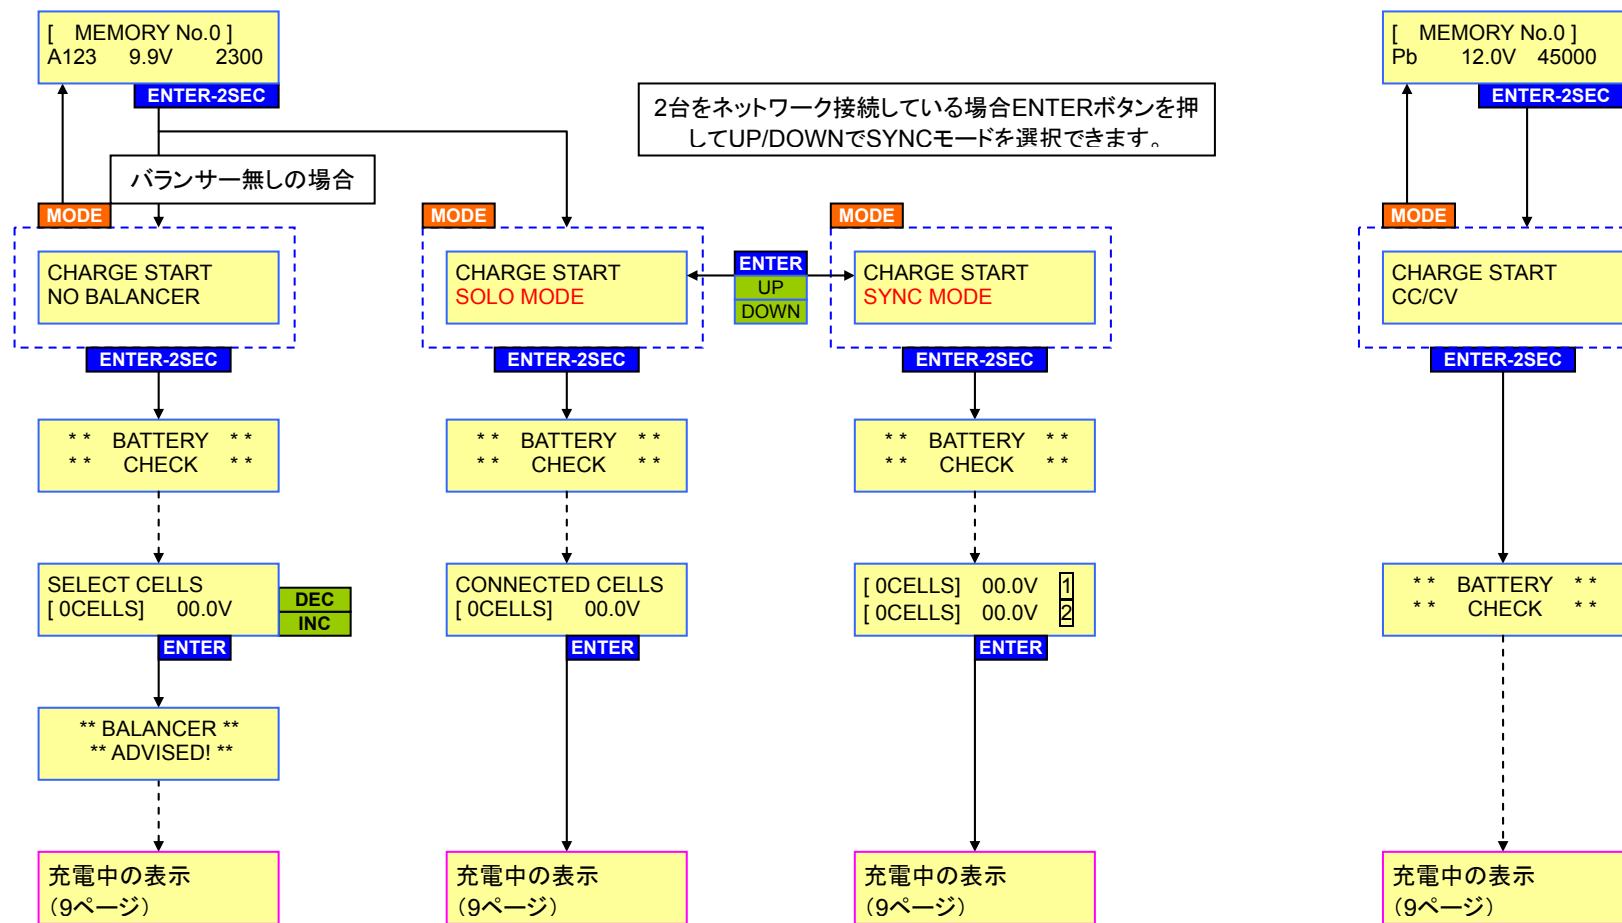 [ MEMORY No.0 ]
A123 9.9V 2300
ENTER-2SEC
[ MEMORY No.0 ]
Pb 12.0V 45000
ENTER-2SEC
2台をネットワーク接続している場合ENTERボタンを押
してUP/DOWNでSYNCモードを選択できます。
バランサー無しの場合
MODE
CHARGE START
NO BALANCER
ENTER-2SEC
MODE
CHARGE START
SOLO MODE
ENTER-2SEC
ENTER
UP
DOWN
MODE
CHARGE START
SYNC MODE
ENTER-2SEC
MODE
CHARGE START
CC/CV
ENTER-2SEC
** BATTERY **
** CHECK **
** BATTERY **
** CHECK **
** BATTERY **
** CHECK **
SELECT CELLS
[ 0CELLS] 00.0V
DEC
INC
ENTER
CONNECTED CELLS
[ 0CELLS] 00.0V
ENTER
[ 0CELLS] 00.0V 1
[ 0CELLS] 00.0V 2
ENTER
** BATTERY **
** CHECK **
** BALANCER **
** ADVISED! **
充電中の表示
(9ページ)
充電中の表示
(9ページ)
充電中の表示
(9ページ)
充電中の表示
(9ページ)